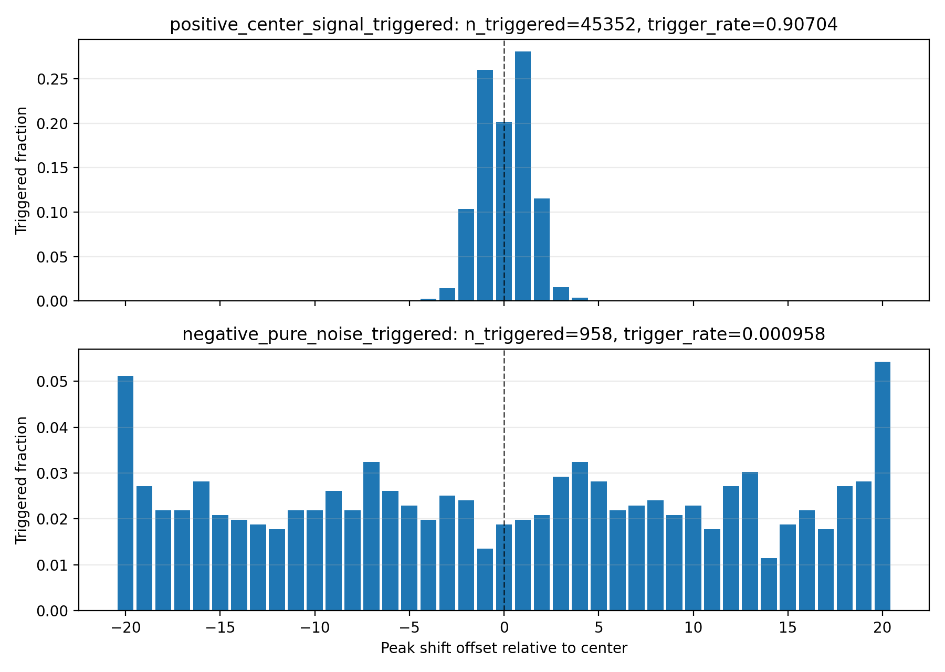 positive_center_signal_triggered: n_triggered=45352, trigger_rate=0.90704
0.25
0.20
0.15
0.10
0.05
0.00
Triggered fraction
negative_pure_noise_triggered: n_triggered=958, trigger_rate=0.000958
0.05
0.04
0.03
0.02
0.01
0.00
Triggered fraction
−20 −15 −10 −5 0 5 10 15 20
Peak shift offset relative to center